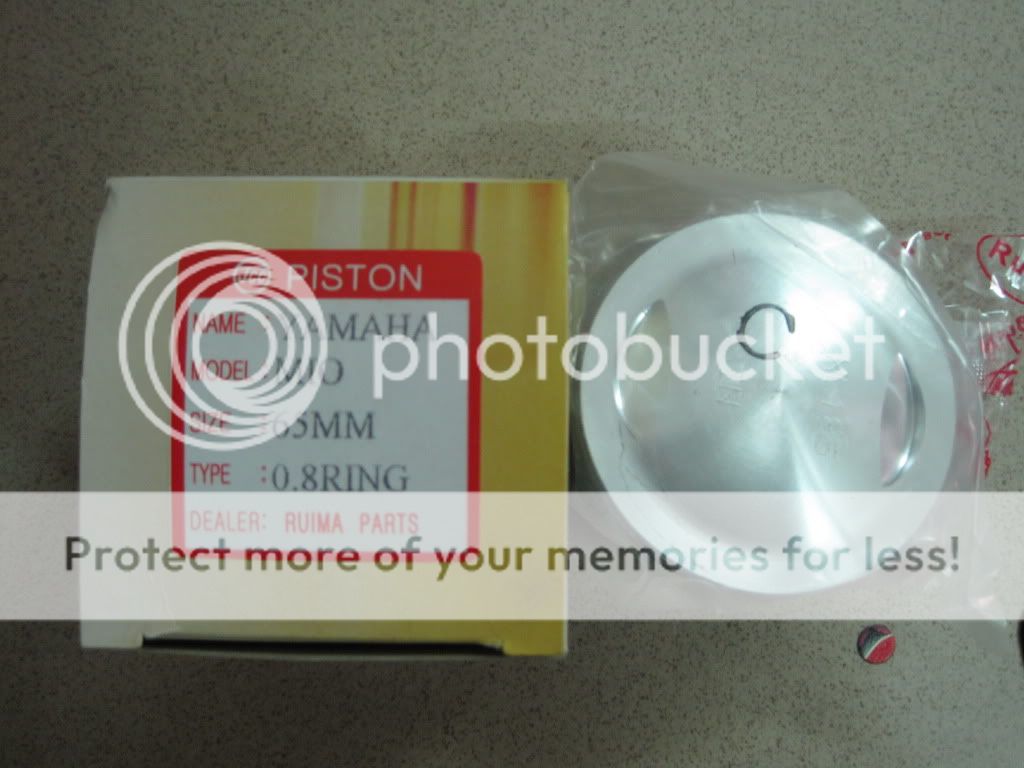 PISTON
NAME : YAMAHA
MODEL : MIO
SIZE :65MM
TYPE :0.8RING
DEALER: RUIMA PARTS
C
photobucket
Protect more of your memories for less!